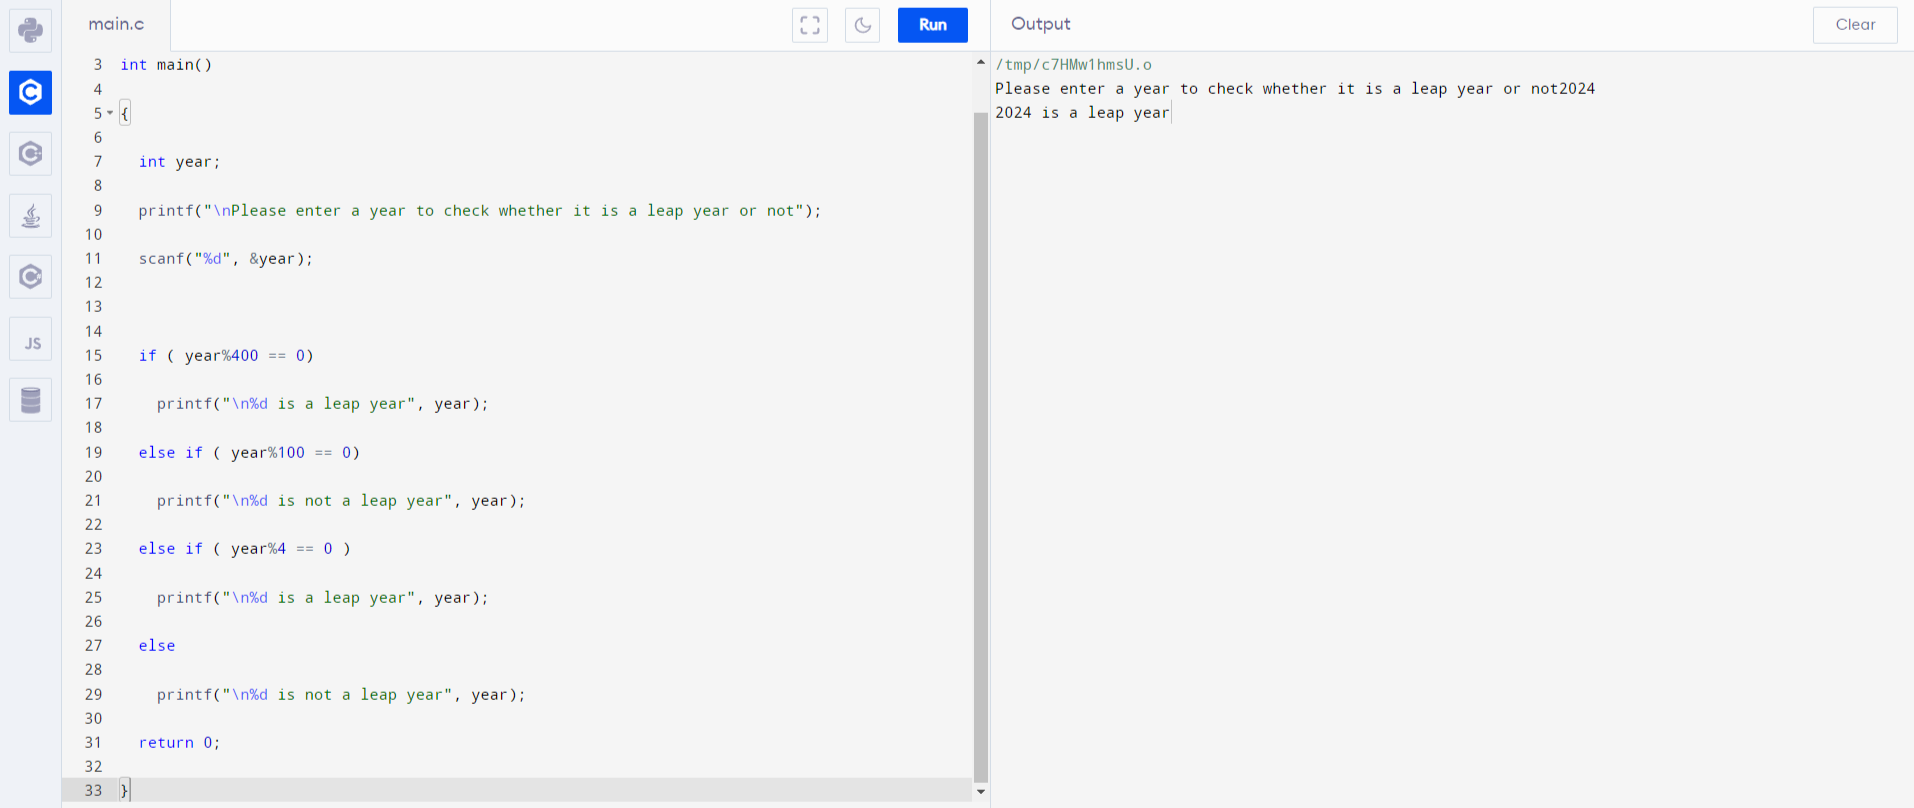 main.c
Run
Output
Clear
JS
3 int main()
4
5 {
6
7 int year;
8
9 printf("\nPlease enter a year to check whether it is a leap year or not");
10
11 scanf("%d", &year);
12
13
14
15 if ( year%400 == 0)
16
17 printf("\n%d is a leap year", year);
18
19 else if ( year%100 == 0)
20
21 printf("\n%d is not a leap year", year);
22
23 else if ( year%4 == 0 )
24
25 printf("\n%d is a leap year", year);
26
27 else
28
29 printf("\n%d is not a leap year", year);
30
31 return 0;
32
33 }
/tmp/c7HMw1hmsU.o
Please enter a year to check whether it is a leap year or not2024
2024 is a leap year